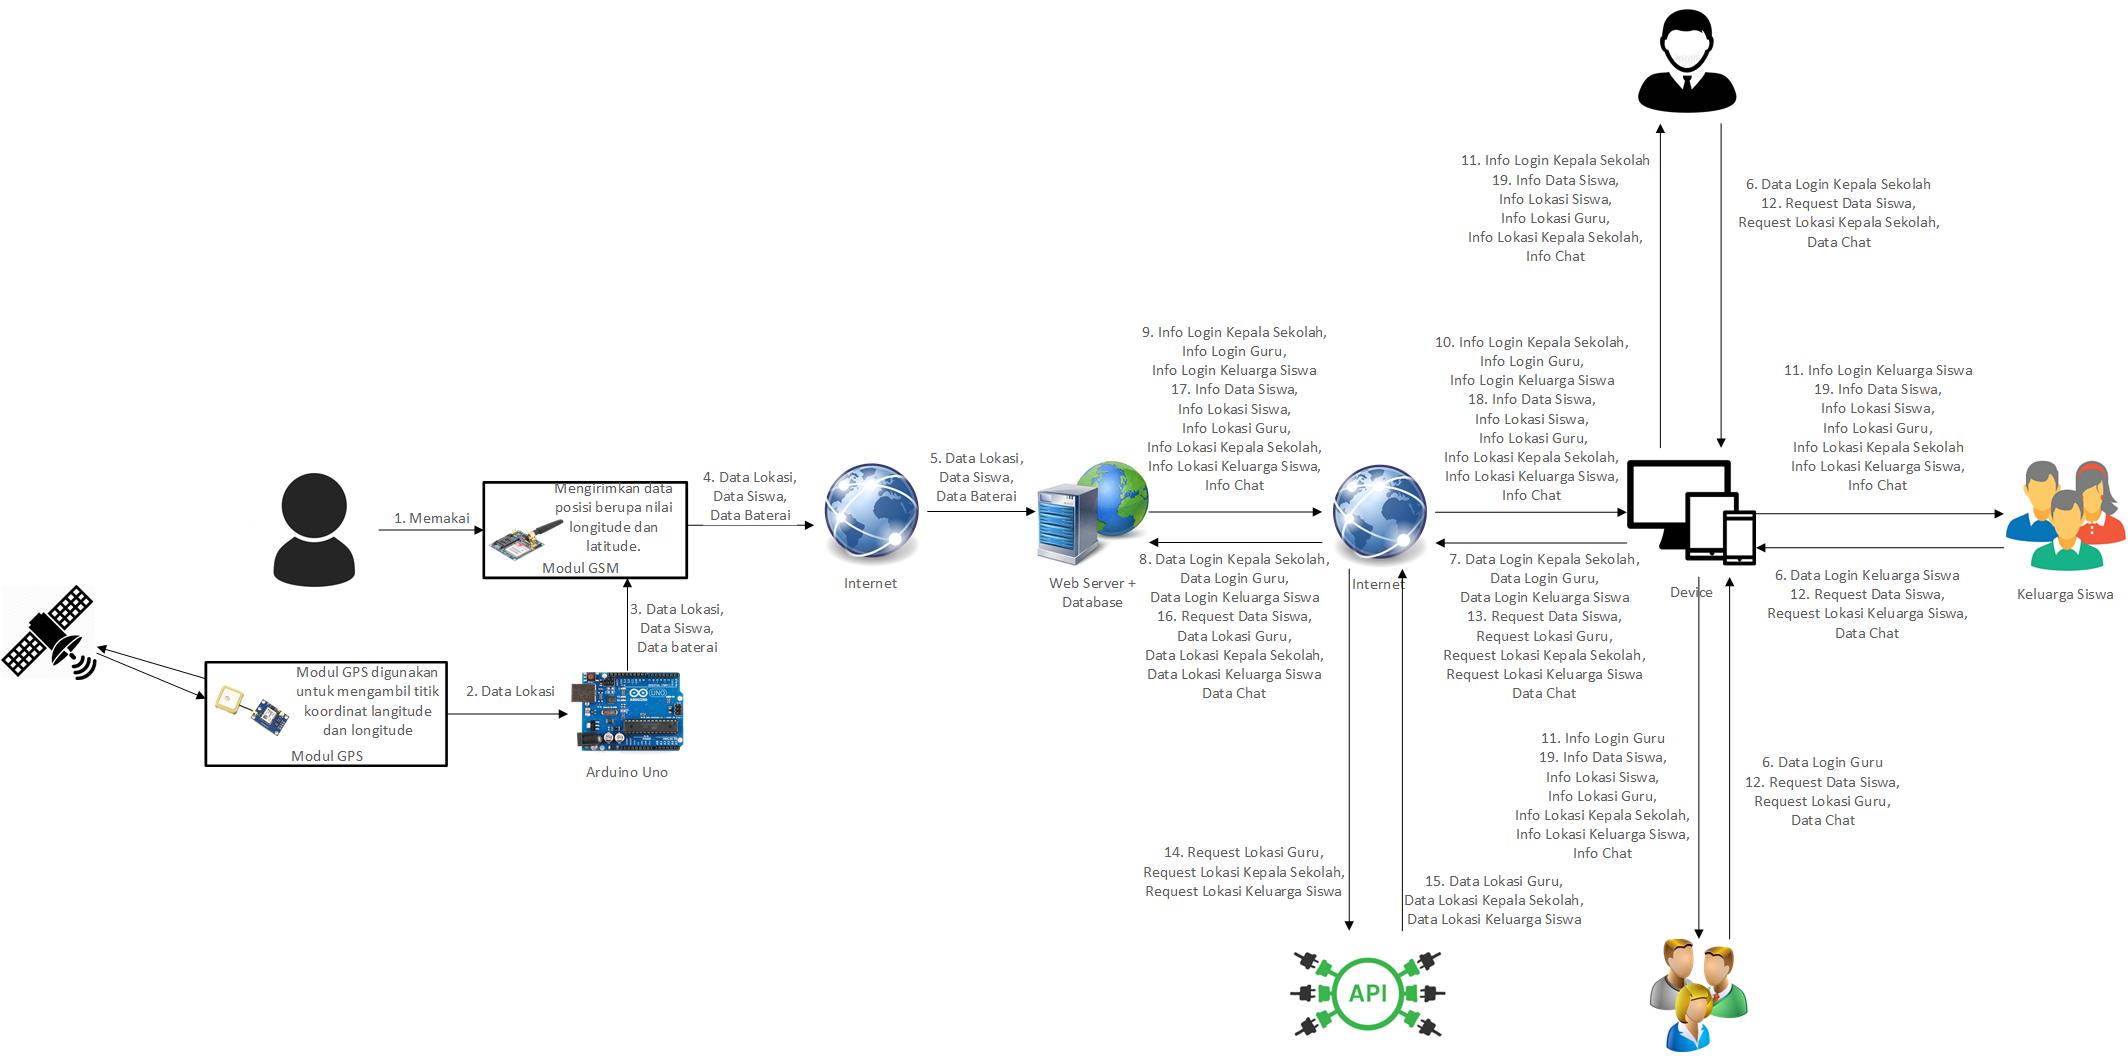 11. Info Login Kepala Sekolah
19. Info Data Siswa,
Info Lokasi Siswa,
Info Lokasi Guru,
Info Lokasi Kepala Sekolah,
Info Chat
6. Data Login Kepala Sekolah
12. Request Data Siswa,
Request Lokasi Kepala Sekolah,
Data Chat
1. Memakai
Mengirimkan data
posisi berupa nilai
longitude dan
latitude.
Modul GSM
4. Data Lokasi,
Data Siswa,
Data Baterai
Internet
5. Data Lokasi,
Data Siswa,
Data Baterai
Web Server +
Database
9. Info Login Kepala Sekolah,
Info Login Guru,
Info Login Keluarga Siswa
17. Info Data Siswa,
Info Lokasi Siswa,
Info Lokasi Guru,
Info Lokasi Kepala Sekolah,
Info Lokasi Keluarga Siswa,
Info Chat
8. Data Login Kepala Sekolah,
Data Login Guru,
Data Login Keluarga Siswa
16. Request Data Siswa,
Data Lokasi Guru,
Data Lokasi Kepala Sekolah,
Data Lokasi Keluarga Siswa
Data Chat
Internet
10. Info Login Kepala Sekolah,
Info Login Guru,
Info Login Keluarga Siswa
18. Info Data Siswa,
Info Lokasi Siswa,
Info Lokasi Guru,
Info Lokasi Kepala Sekolah,
Info Lokasi Keluarga Siswa,
Info Chat
7. Data Login Kepala Sekolah,
Data Login Guru,
Data Login Keluarga Siswa
13. Request Data Siswa,
Request Lokasi Guru,
Request Lokasi Kepala Sekolah,
Request Lokasi Keluarga Siswa
Data Chat
Device
11. Info Login Keluarga Siswa
19. Info Data Siswa,
Info Lokasi Siswa,
Info Lokasi Guru,
Info Lokasi Kepala Sekolah
Info Lokasi Keluarga Siswa,
Info Chat
6. Data Login Keluarga Siswa
12. Request Data Siswa,
Request Lokasi Keluarga Siswa,
Data Chat
Keluarga Siswa
3. Data Lokasi,
Data Siswa,
Data baterai
Modul GPS digunakan
untuk mengambil titik
koordinat langitude
dan longitude
Modul GPS
2. Data Lokasi
UNO
Arduino Uno
11. Info Login Guru
19. Info Data Siswa,
Info Lokasi Siswa,
Info Lokasi Guru,
Info Lokasi Kepala Sekolah,
Info Lokasi Keluarga Siswa,
Info Chat
6. Data Login Guru
12. Request Data Siswa,
Request Lokasi Guru,
Data Chat
14. Request Lokasi Guru,
Request Lokasi Kepala Sekolah,
Request Lokasi Keluarga Siswa
15. Data Lokasi Guru,
Data Lokasi Kepala Sekolah,
Data Lokasi Keluarga Siswa
API